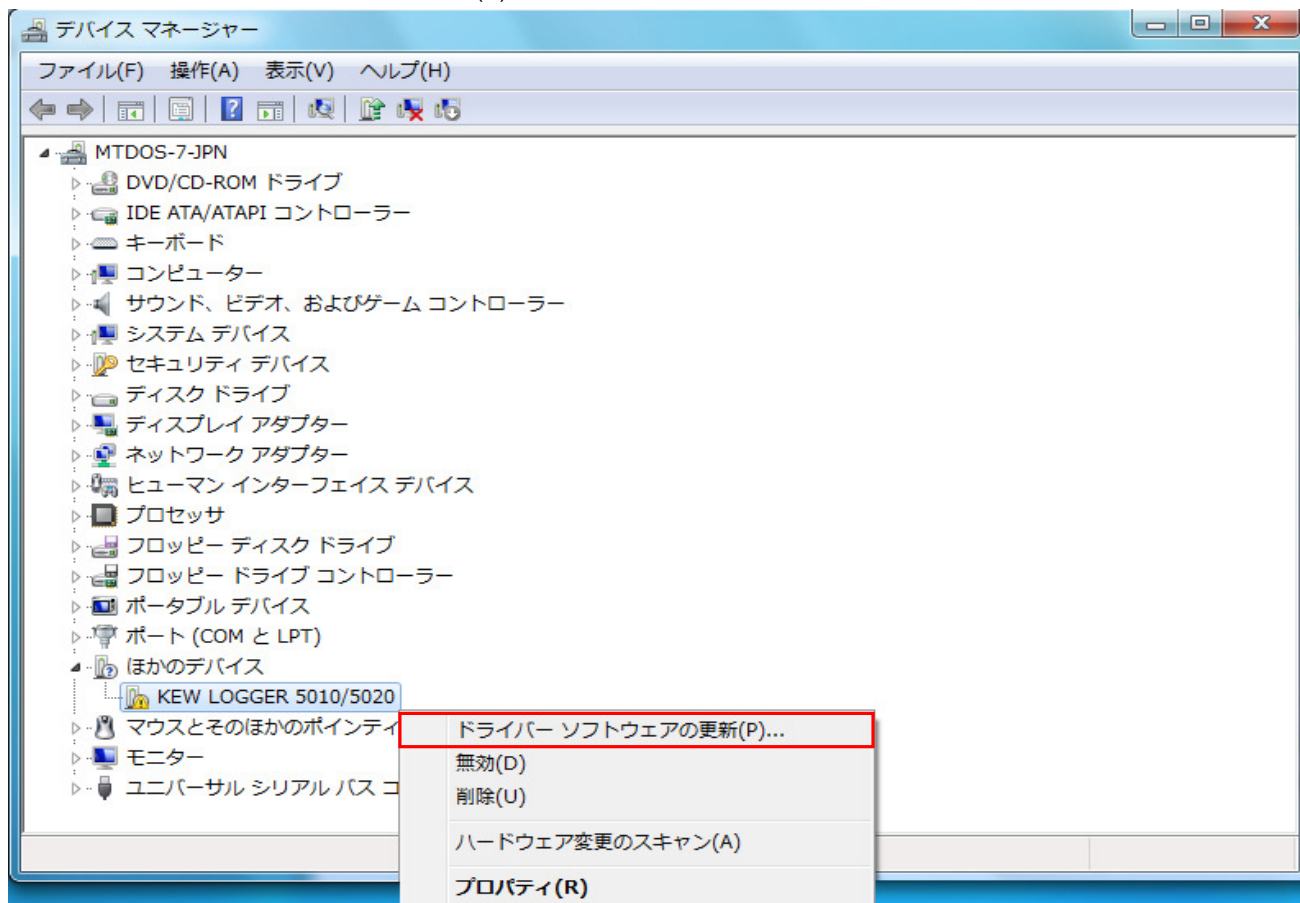 デバイス マネージャー
ファイル(F) 操作(A) 表示(V) ヘルプ(H)
MTDOS-7-JPN
DVD/CD-ROM ドライブ
IDE ATA/ATAPI コントローラー
キーボード
コンピューター
サウンド、ビデオ、およびゲーム コントローラー
システム デバイス
セキュリティ デバイス
ディスク ドライブ
ディスプレイ アダプター
ネットワーク アダプター
ヒューマン インターフェイス デバイス
プロセッサ
フロッピー ディスク ドライブ
フロッピー ドライブ コントローラー
ポータブル デバイス
ポート (COM と LPT)
ほかのデバイス
KEW LOGGER 5010/5020
マウスとそのほかのポインティ
モニター
ユニバーサル シリアル バス コ
ドライバー ソフトウェアの更新(P)...
無効(D)
削除(U)
ハードウェア変更のスキャン(A)
プロパティ(R)